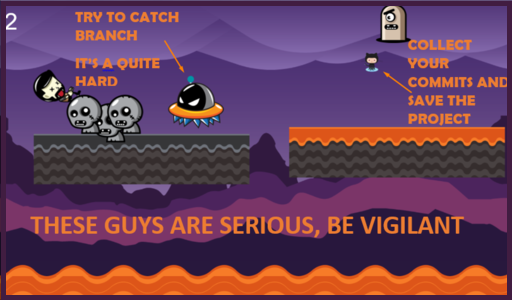 2
TRY TO CATCH
BRANCH
IT'S A QUITE
HARD
COLLECT
YOUR
COMMITS AND
SAVE THE
PROJECT
THESE GUYS ARE SERIOUS, BE VIGILANT